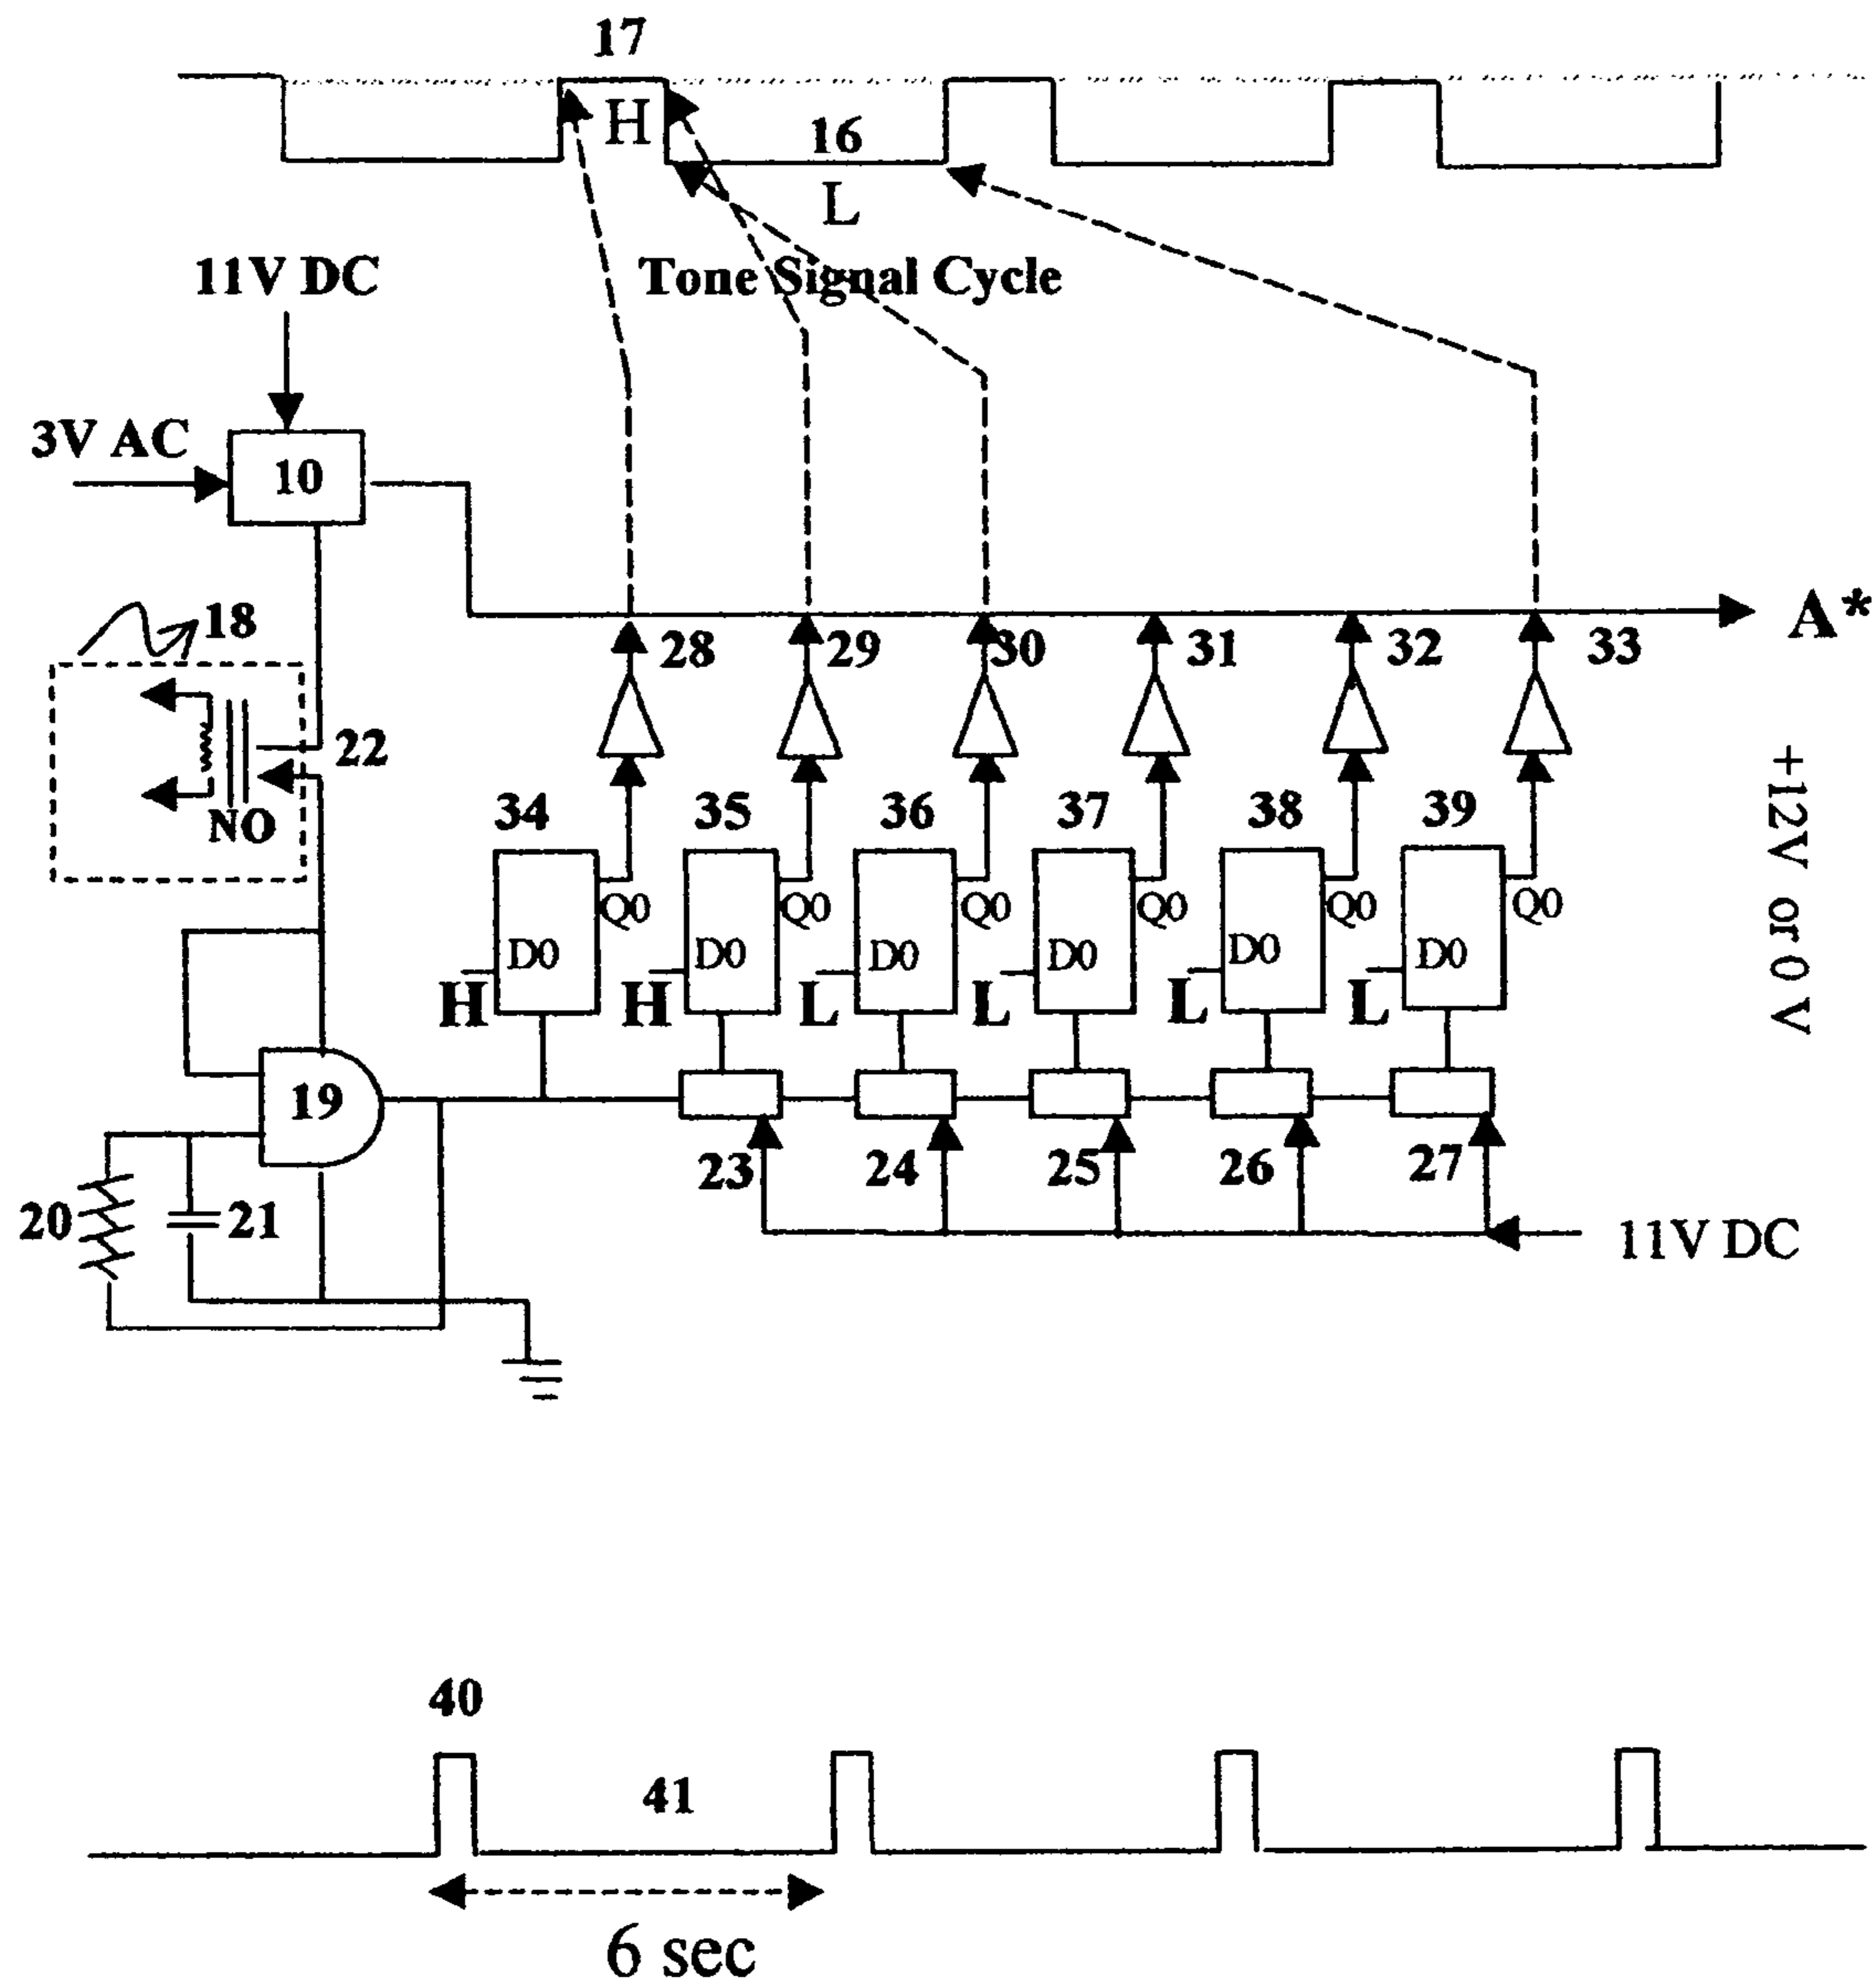 17
H
16
L
11V DC
Tone Signal Cycle
3V AC
10
A*
18
28
29
30
31
32
33
22
+12V or 0 V
NO
34
35
36
37
38
39
Q0
Q0
Q0
Q0
Q0
Q0
D0
D0
D0
D0
D0
D0
H
H
L
L
L
L
19
23
24
25
26
27
20
21
11V DC
40
41
6 sec